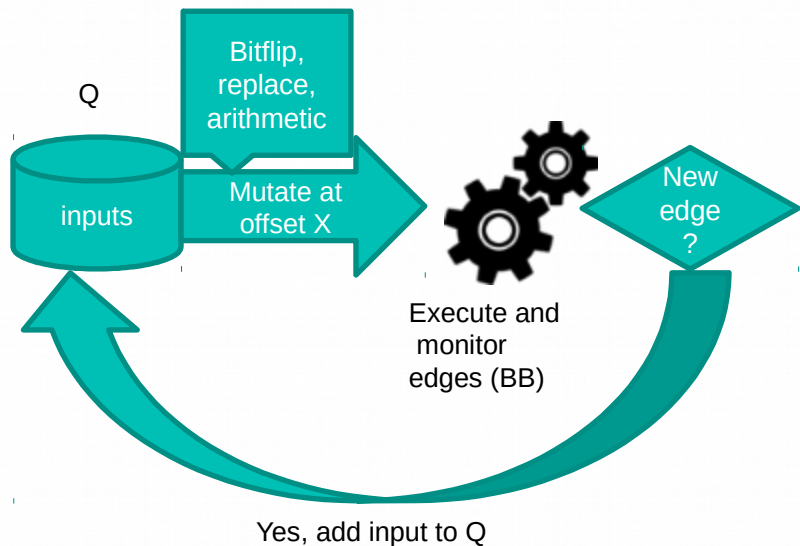 Q
Bitflip,
replace,
arithmetic
inputs
Mutate at
offset X
Execute and
monitor
edges (BB)
New
edge
?
Yes, add input to Q